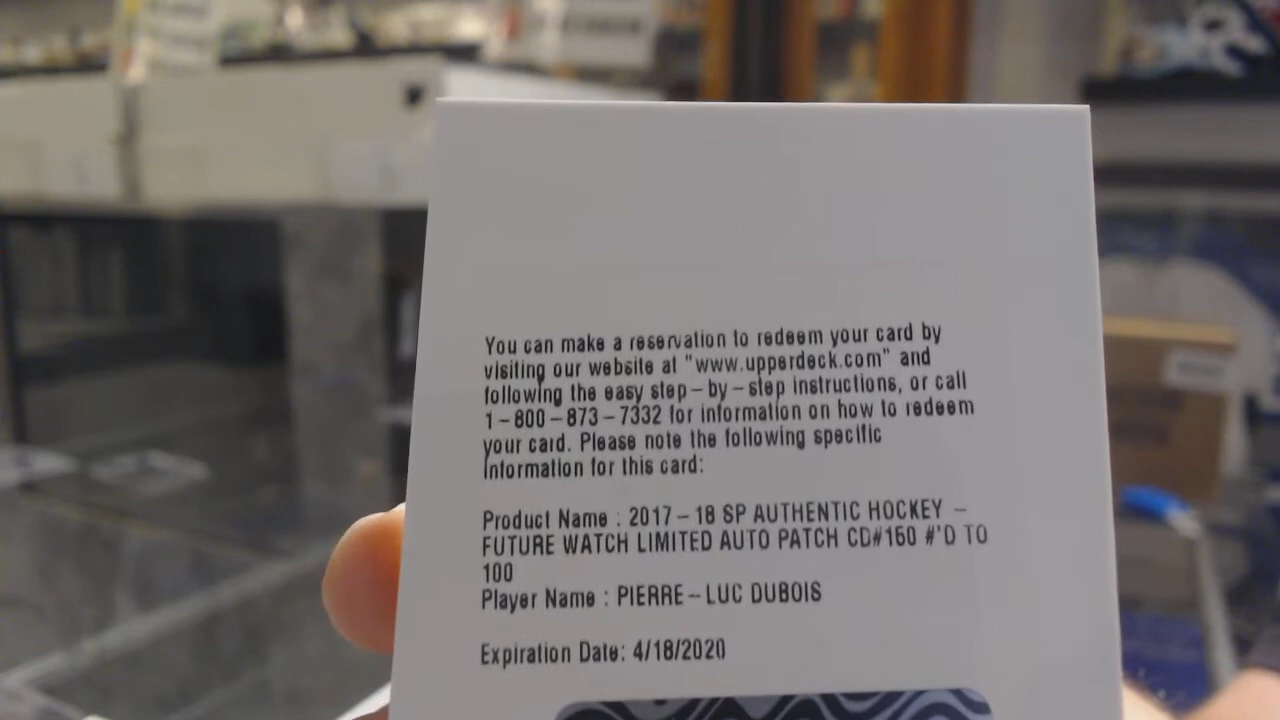 You can make a reservation to redeem your card by
visiting our website at "www.upperdeck.com" and
following the easy step-by-step instructions, or call
1-800-873-7332 for information on how to redeem
your card. Please note the following specific
information for this card:
Product Name : 2017-18 SP AUTHENTIC HOCKEY -
FUTURE WATCH LIMITED AUTO PATCH CD#160 #'D TO
100
Player Name : PIERRE-LUC DUBOIS
Expiration Date: 4/18/2020